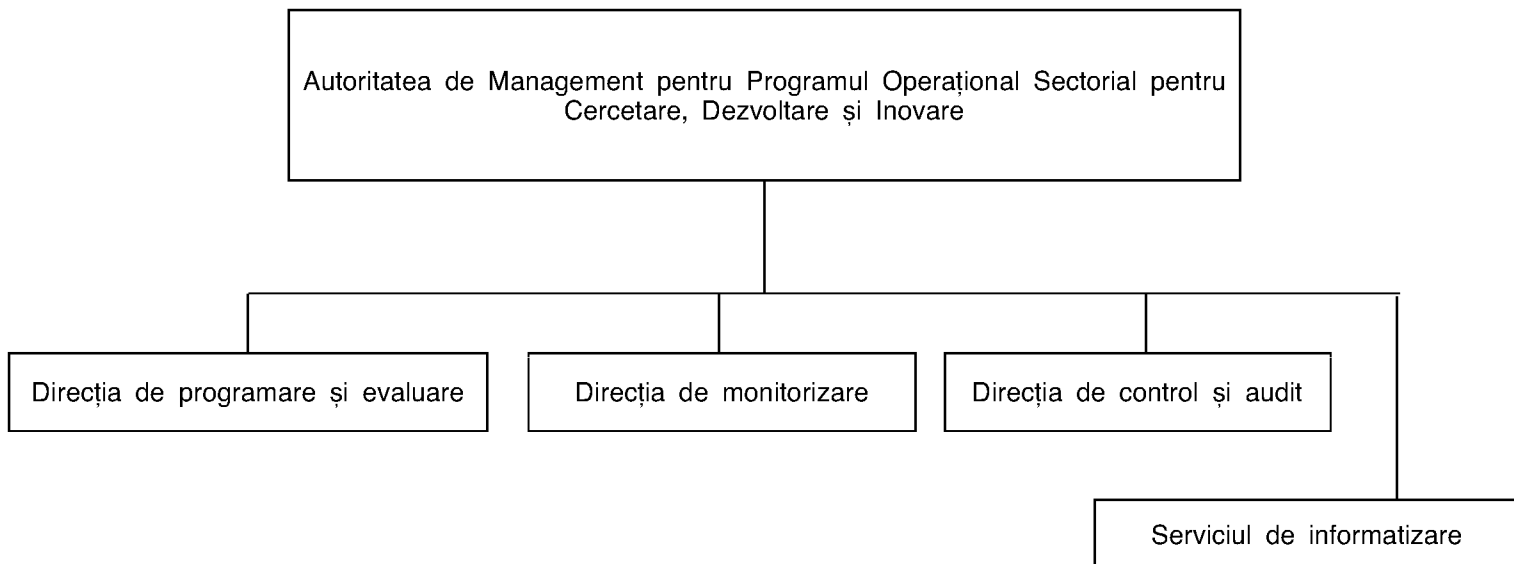 Autoritatea de Management pentru Programul Operațional Sectorial pentru
Cercetare, Dezvoltare și Inovare
Direcția de programare și evaluare
Direcția de monitorizare
Direcția de control și audit
Serviciul de informatizare